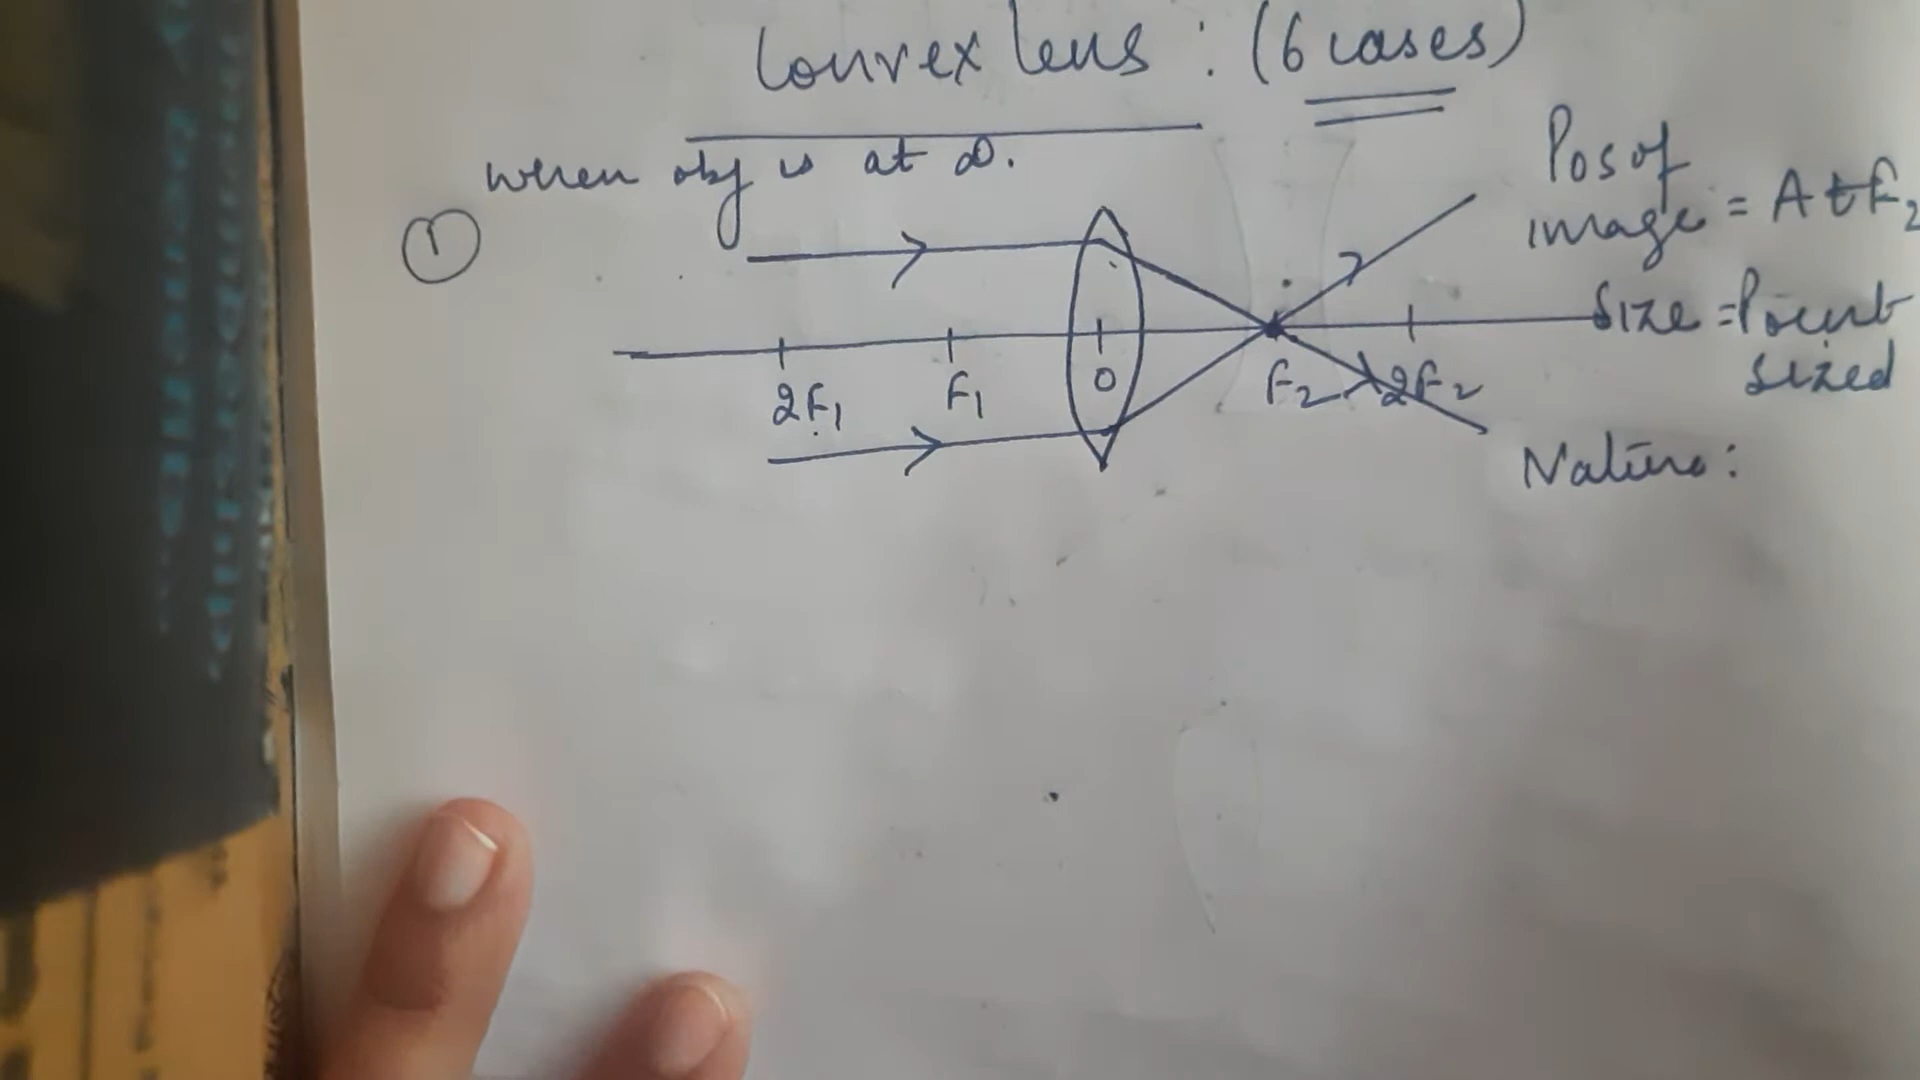 Convex lens : (6 cases)
when obj is at ∞.
①
Pos of
image = At F2
Size = Point
sized
2F1 F1 O F2 2F2
Nature: